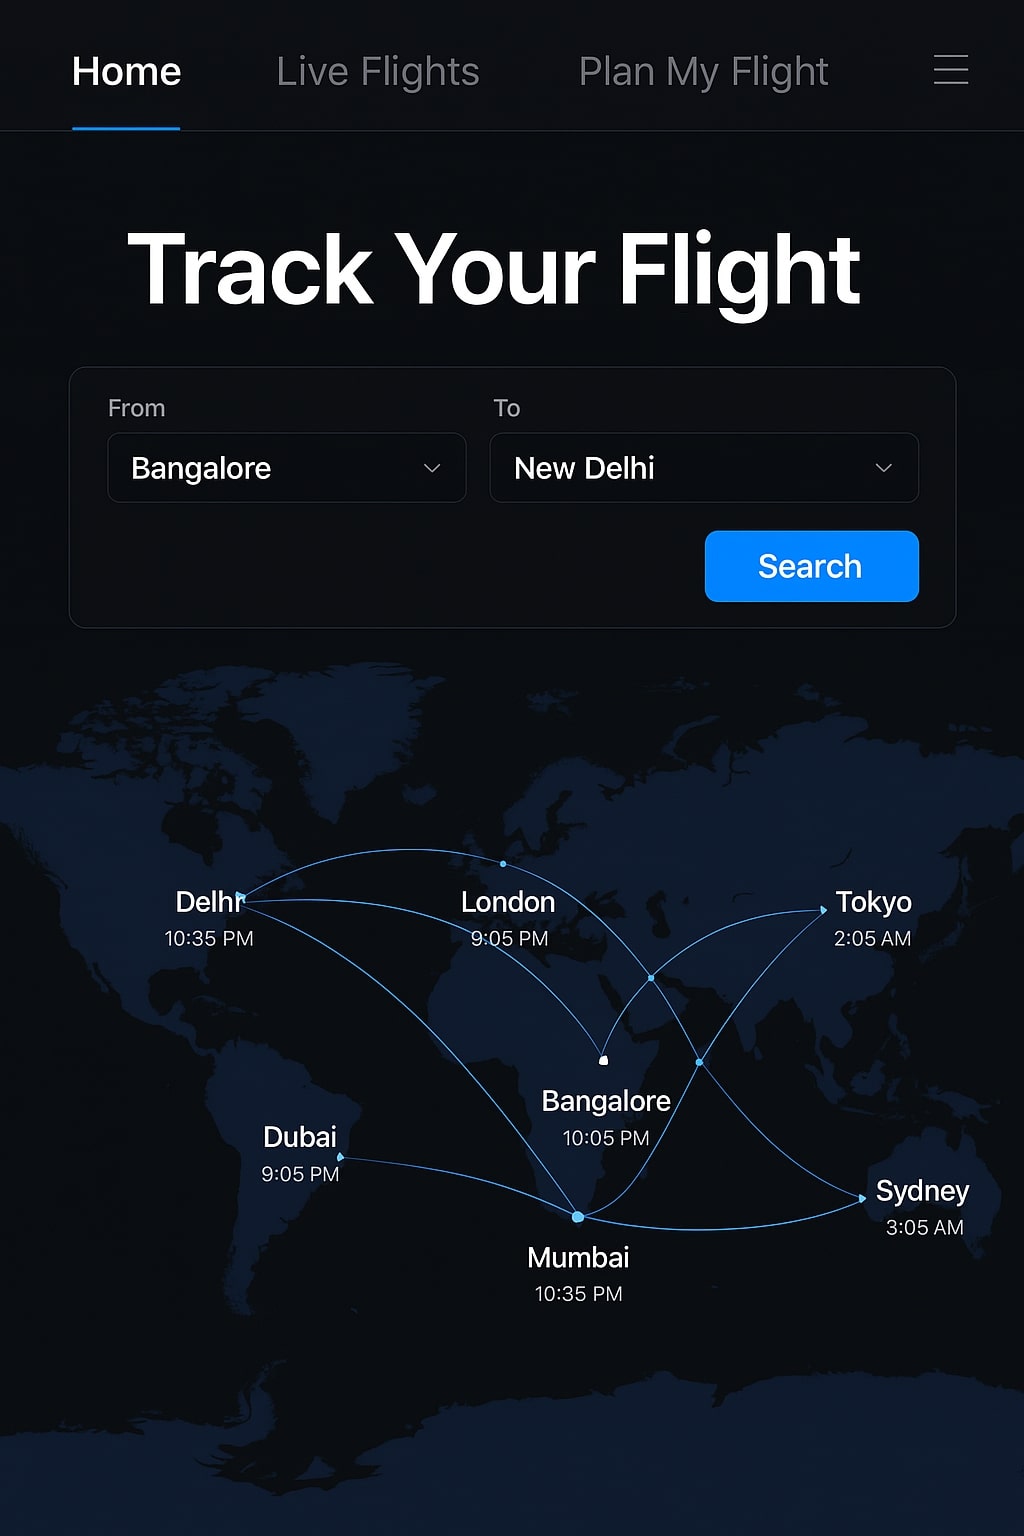 Home Live Flights Plan My Flight
Track Your Flight
From To
Bangalore New Delhi
Search
Delhi London Tokyo
10:35 PM 9:05 PM 2:05 AM
Bangalore
10:05 PM
Dubai
9:05 PM
Sydney
3:05 AM
Mumbai
10:35 PM